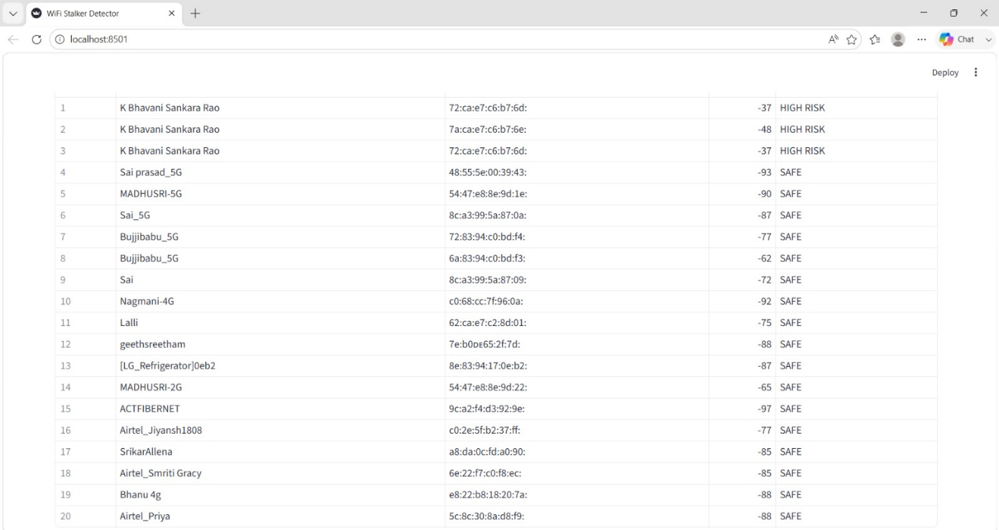 WiFi Stalker Detector
localhost:8501
Chat
Deploy
1 K Bhavani Sankara Rao 72:ca:e7:c6:b7:6d: -37 HIGH RISK
2 K Bhavani Sankara Rao 7a:ca:e7:c6:b7:6e: -48 HIGH RISK
3 K Bhavani Sankara Rao 72:ca:e7:c6:b7:6d: -37 HIGH RISK
4 Sai prasad_5G 48:55:5e:00:39:43: -93 SAFE
5 MADHUSRI-5G 54:47:e8:8e:9d:1e: -90 SAFE
6 Sai_5G 8c:a3:99:5a:87:0a: -87 SAFE
7 Bujjibabu_5G 72:83:94:c0:bd:f4: -77 SAFE
8 Bujjibabu_5G 6a:83:94:c0:bd:f3: -62 SAFE
9 Sai 8c:a3:99:5a:87:09: -72 SAFE
10 Nagmani-4G c0:68:cc:7f:96:0a: -92 SAFE
11 Lalli 62:ca:e7:c2:8d:01: -75 SAFE
12 geethsreetham 7e:b0ᴅᴇ65:2f:7d: -88 SAFE
13 [LG_Refrigerator]0eb2 8e:83:94:17:0e:b2: -87 SAFE
14 MADHUSRI-2G 54:47:e8:8e:9d:22: -65 SAFE
15 ACTFIBERNET 9c:a2:f4:d3:92:9e: -97 SAFE
16 Airtel_Jiyansh1808 c0:2e:5f:b2:37:ff: -77 SAFE
17 SrikarAllena a8:da:0c:fd:a0:90: -85 SAFE
18 Airtel_Smriti Gracy 6e:22:f7:c0:f8:ec: -85 SAFE
19 Bhanu 4g e8:22:b8:18:20:7a: -88 SAFE
20 Airtel_Priya 5c:8c:30:8a:d8:f9: -88 SAFE